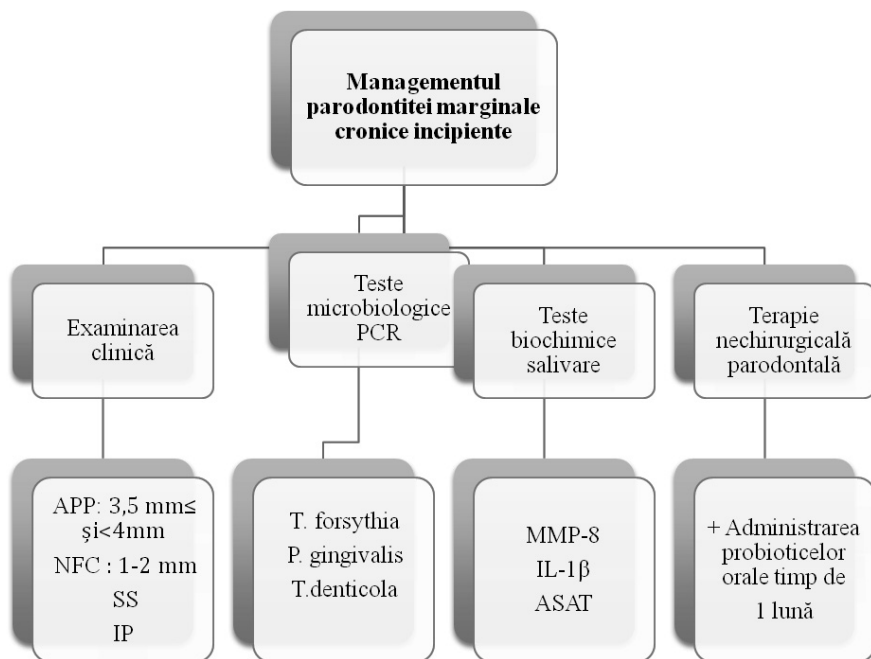 Managementul
parodontitei marginale
cronice incipiente
Examinarea
clinică
Teste
microbiologice
PCR
Teste
biochimice
salivare
Terapie
nechirurgicală
parodontală
APP: 3,5 mm≤
și<4mm
NFC : 1-2 mm
SS
IP
T. forsythia
P. gingivalis
T.denticola
MMP-8
IL-1β
ASAT
+ Administrarea
probioticelor
orale timp de
1 lună